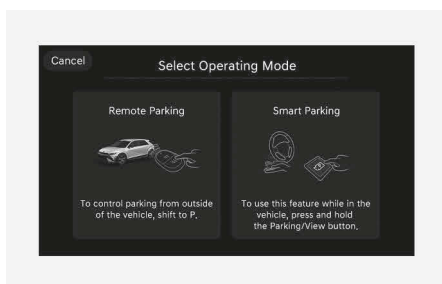 Cancel
Select Operating Mode
Remote Parking
To control parking from outside
of the vehicle, shift to P.
Smart Parking
To use this feature while in the
vehicle, press and hold
the Parking/View button.